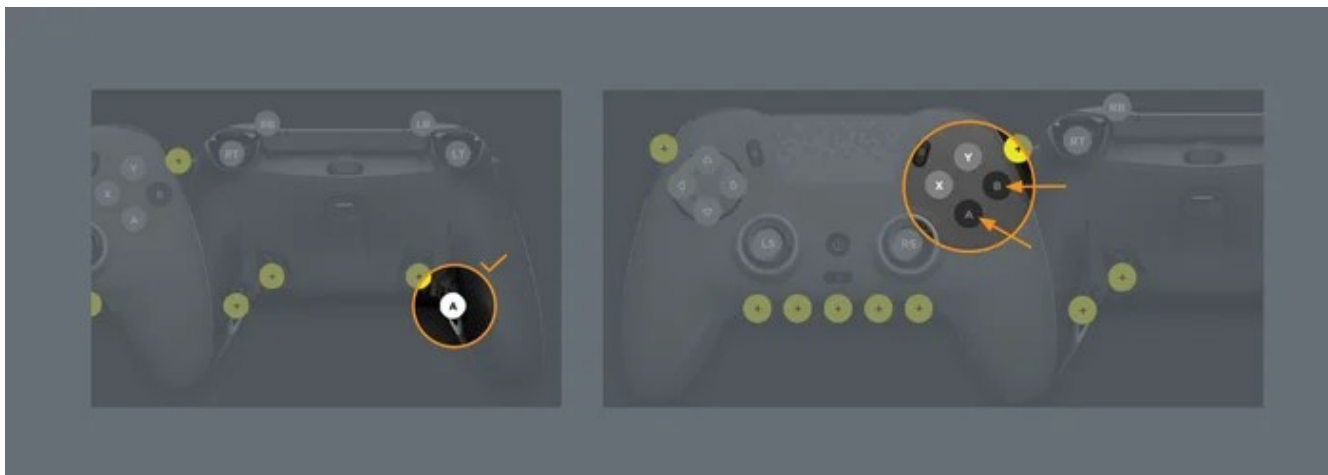 RB LB
RT LT
Y
X B
A
+
A
RB
RT
Y
X B
A
LS RS
+ + + + +